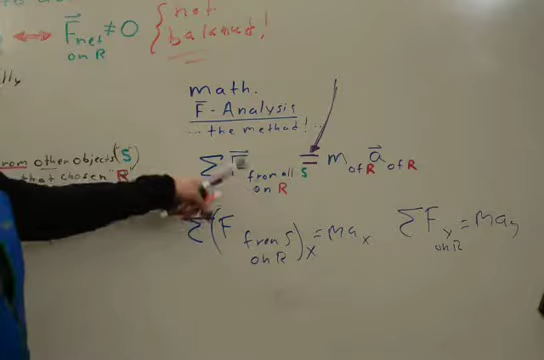 ↔ F⃗net ≠ 0 { not
on R balanced!
lly
math.
F̄-Analysis
... the method! ...
from other objects (S)
that chosen "R"
Σ F⃗ from all S on R = m of R a⃗ of R
Σ(F from S on R)x = max
ΣFy on R = may